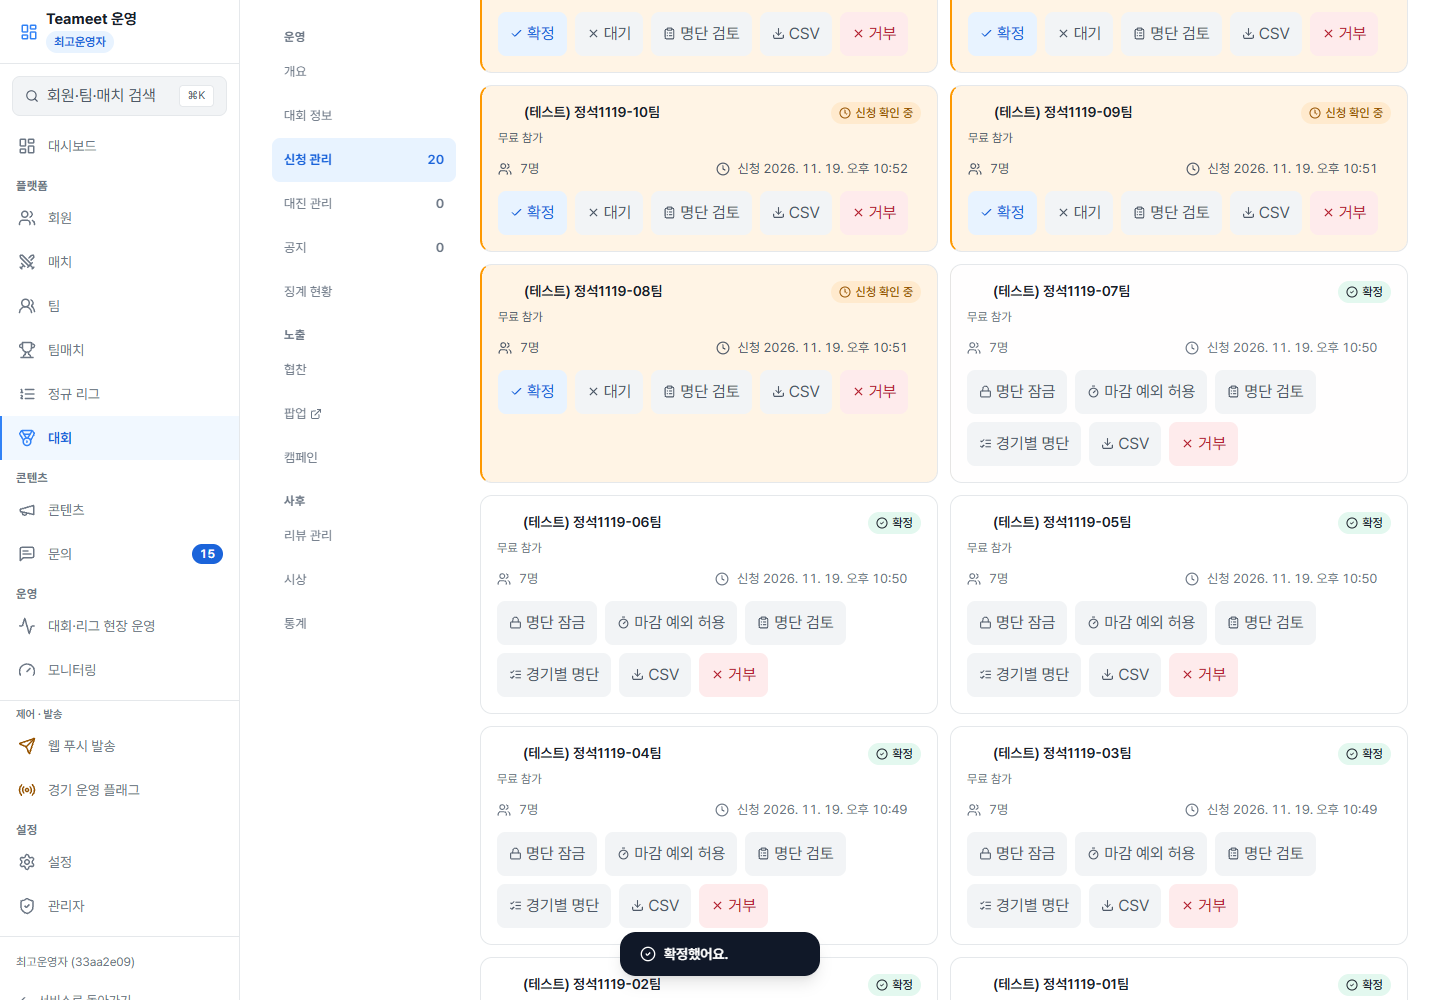 Teameet 운영
최고운영자
회원·팀·매치 검색 ⌘K
대시보드
플랫폼
회원
매치
팀
팀매치
정규 리그
대회
콘텐츠
콘텐츠
문의 15
운영
대회·리그 현장 운영
모니터링
제어 · 발송
웹 푸시 발송
경기 운영 플래그
설정
설정
관리자
최고운영자 (33aa2e09)
운영
개요
대회 정보
신청 관리 20
대진 관리 0
공지 0
징계 현황
노출
협찬
팝업
캠페인
사후
리뷰 관리
시상
통계
확정 대기 명단 검토 CSV 거부
확정 대기 명단 검토 CSV 거부
(테스트) 정석1119-10팀 신청 확인 중
무료 참가
7명 신청 2026. 11. 19. 오후 10:52
확정 대기 명단 검토 CSV 거부
(테스트) 정석1119-09팀 신청 확인 중
무료 참가
7명 신청 2026. 11. 19. 오후 10:51
확정 대기 명단 검토 CSV 거부
(테스트) 정석1119-08팀 신청 확인 중
무료 참가
7명 신청 2026. 11. 19. 오후 10:51
확정 대기 명단 검토 CSV 거부
(테스트) 정석1119-07팀 확정
무료 참가
7명 신청 2026. 11. 19. 오후 10:50
명단 잠금 마감 예외 허용 명단 검토
경기별 명단 CSV 거부
(테스트) 정석1119-06팀 확정
무료 참가
7명 신청 2026. 11. 19. 오후 10:50
명단 잠금 마감 예외 허용 명단 검토
경기별 명단 CSV 거부
(테스트) 정석1119-05팀 확정
무료 참가
7명 신청 2026. 11. 19. 오후 10:50
명단 잠금 마감 예외 허용 명단 검토
경기별 명단 CSV 거부
(테스트) 정석1119-04팀 확정
무료 참가
7명 신청 2026. 11. 19. 오후 10:49
명단 잠금 마감 예외 허용 명단 검토
경기별 명단 CSV 거부
(테스트) 정석1119-03팀 확정
무료 참가
7명 신청 2026. 11. 19. 오후 10:49
명단 잠금 마감 예외 허용 명단 검토
경기별 명단 CSV 거부
(테스트) 정석1119-02팀 확정
(테스트) 정석1119-01팀 확정
확정했어요.